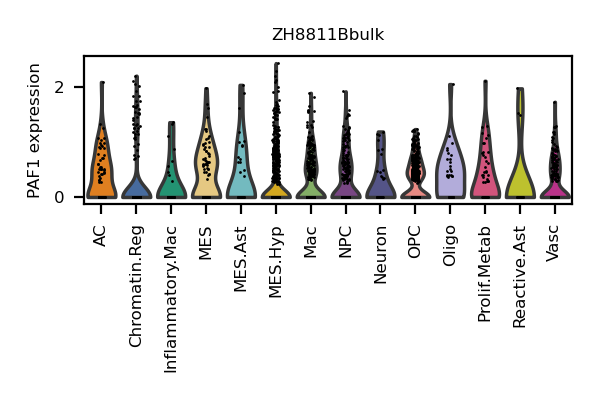 ZH8811Bbulk
PAF1 expression
2
0
AC
Chromatin.Reg
Inflammatory.Mac
MES
MES.Ast
MES.Hyp
Mac
NPC
Neuron
OPC
Oligo
Prolif.Metab
Reactive.Ast
Vasc